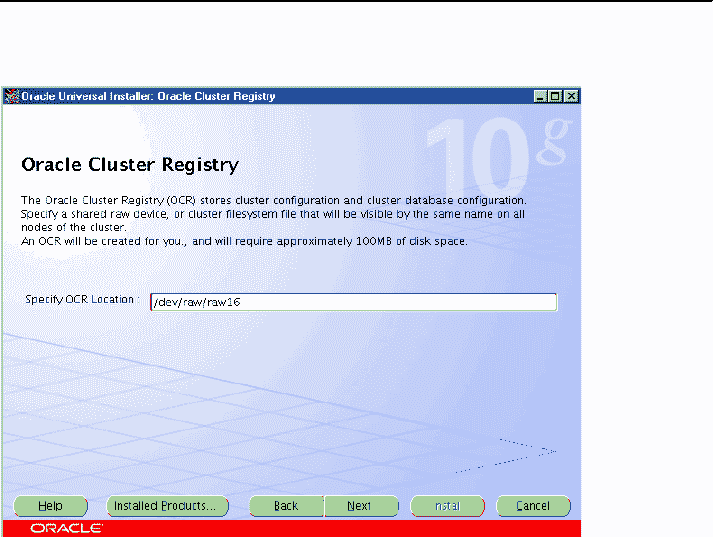 Oracle Universal Installer: Oracle Cluster Registry
10g
Oracle Cluster Registry
The Oracle Cluster Registry (OCR) stores cluster configuration and cluster database configuration.
Specify a shared raw device, or cluster filesystem file that will be visible by the same name on all
nodes of the cluster.
An OCR will be created for you., and will require approximately 100MB of disk space.
Specify OCR Location : /dev/raw/raw16
Help Installed Products... Back Next Install Cancel
ORACLE